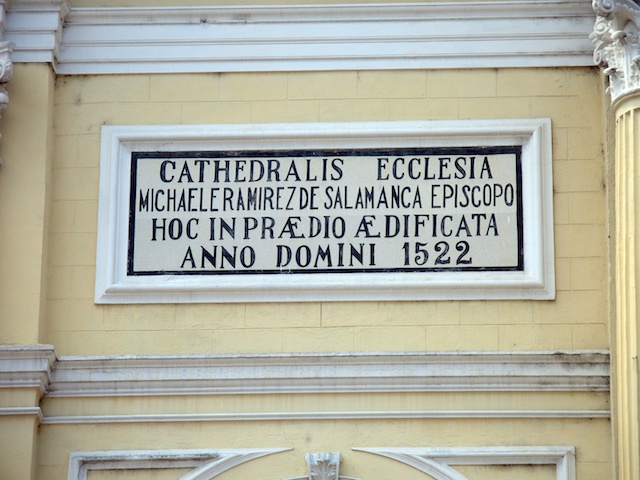 CATHEDRALIS ECCLESIA
MICHAELE RAMIREZ DE SALAMANCA EPISCOPO
HOC IN PRÆDIO ÆDIFICATA
ANNO DOMINI 1522